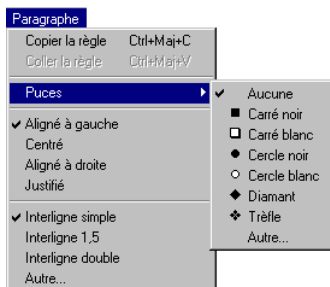 Paragraphe
Copier la règle Ctrl+Maj+C
Coller la règle Ctrl+Maj+V
Puces
Aligné à gauche
Centré
Aligné à droite
Justifié
Interligne simple
Interligne 1,5
Interligne double
Autre...
Aucune
Carré noir
Carré blanc
Cercle noir
Cercle blanc
Diamant
Trèfle
Autre...